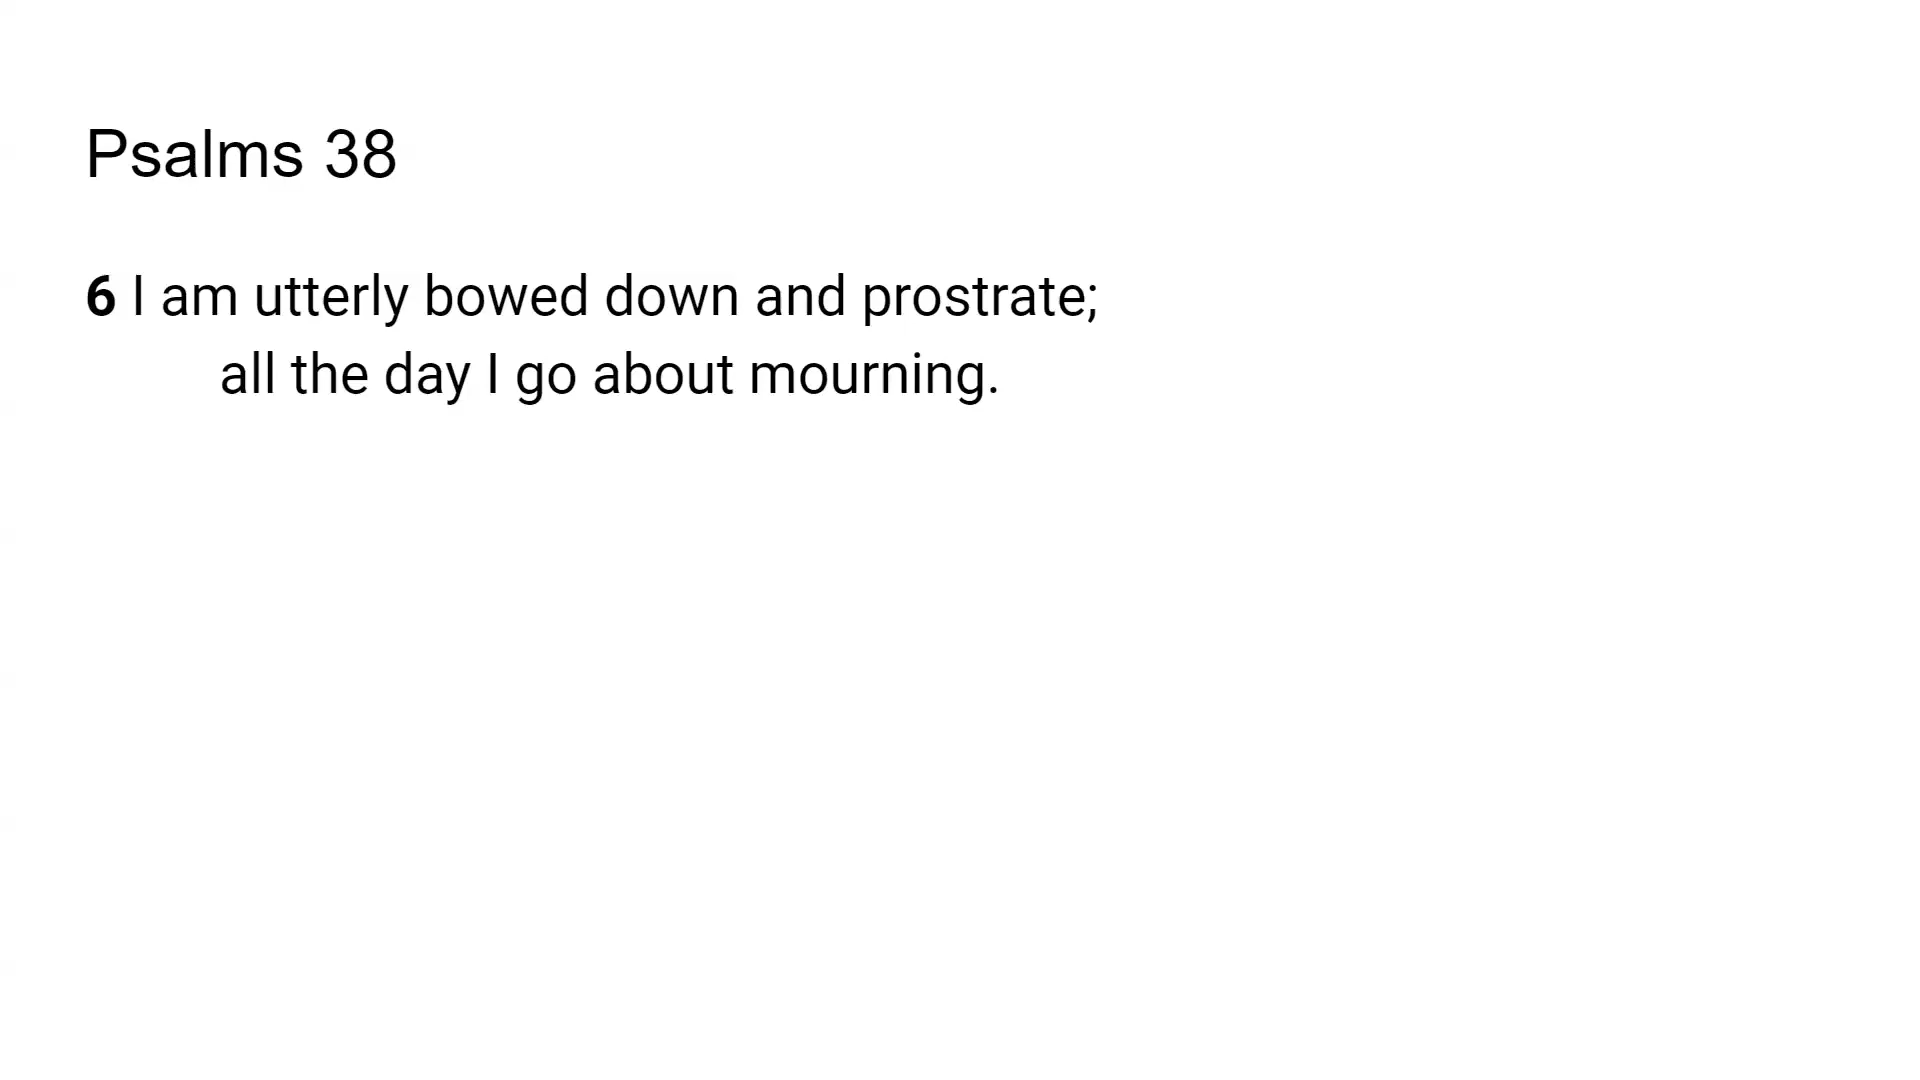 Psalms 38
6 I am utterly bowed down and prostrate;
all the day I go about mourning.